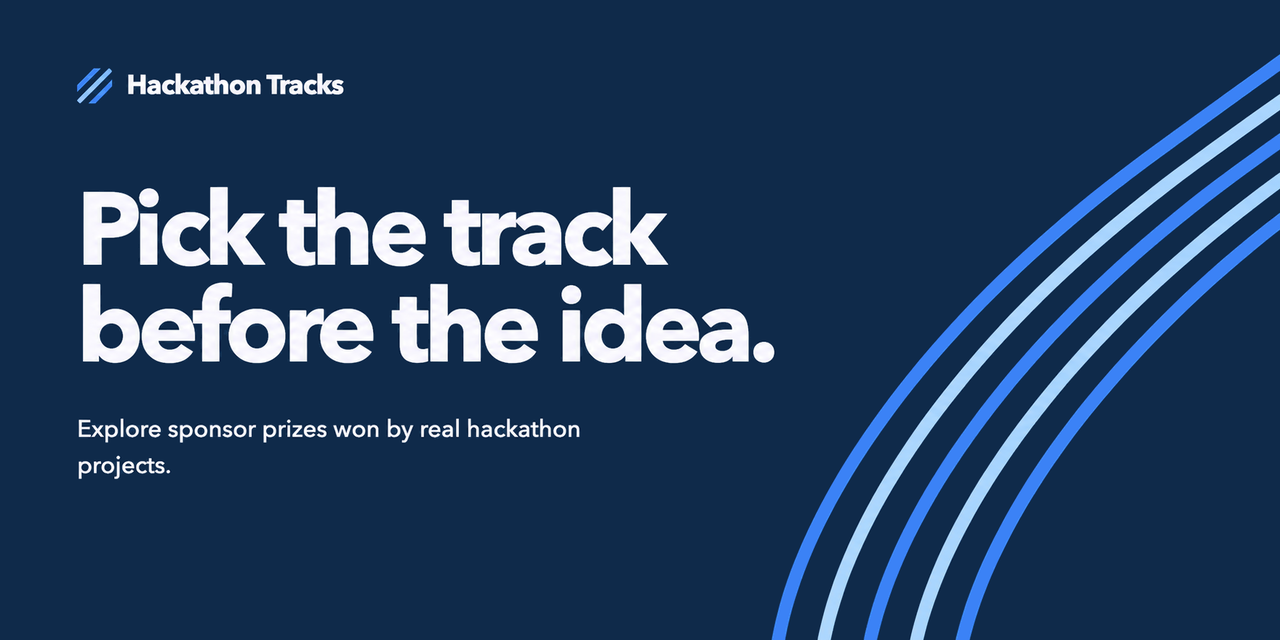 Hackathon Tracks
Pick the track
before the idea.
Explore sponsor prizes won by real hackathon
projects.